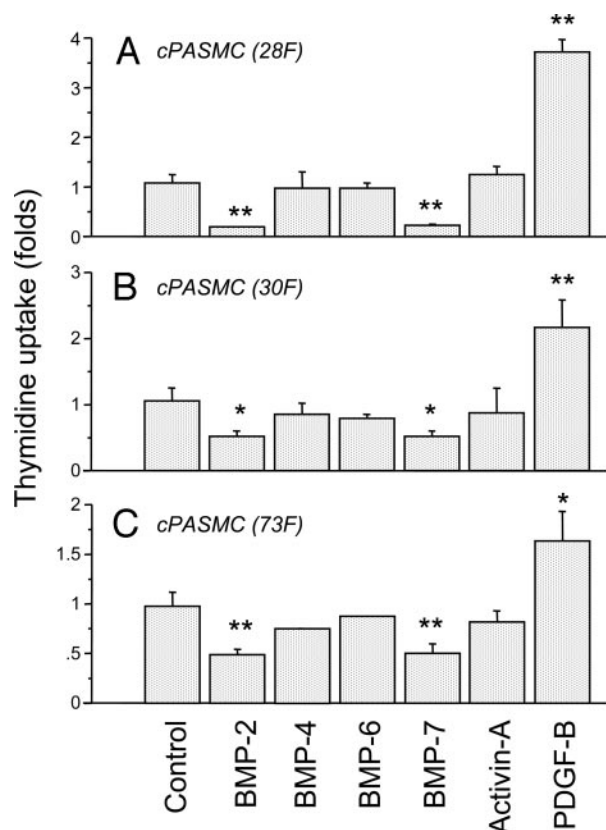 A cPASMC (28F)
**
4
3
2
1
0
**
**
B cPASMC (30F)
**
3
2
1
0
*
*
C cPASMC (73F)
*
2
1.5
1
.5
0
**
**
Thymidine uptake (folds)
Control
BMP-2
BMP-4
BMP-6
BMP-7
Activin-A
PDGF-B